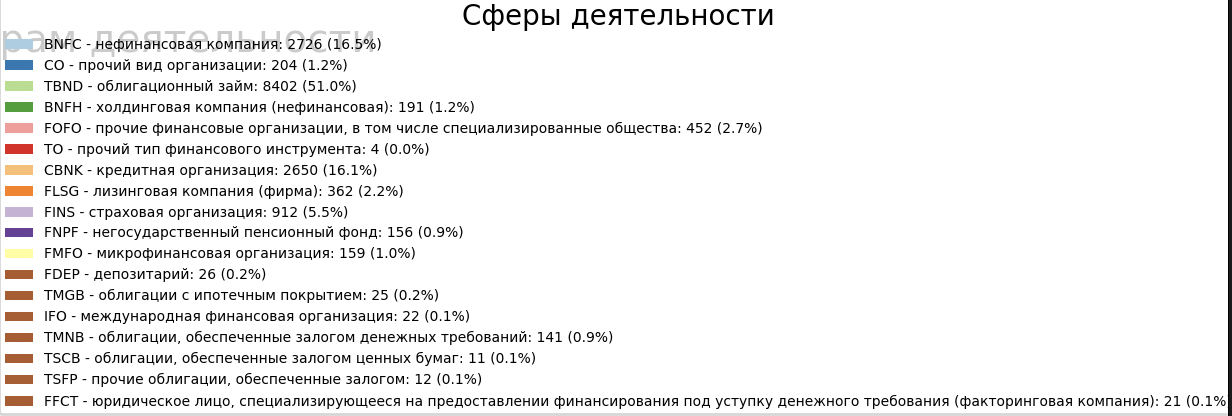 Сферы деятельности
рам деятельности
BNFC - нефинансовая компания: 2726 (16.5%)
CO - прочий вид организации: 204 (1.2%)
TBND - облигационный займ: 8402 (51.0%)
BNFH - холдинговая компания (нефинансовая): 191 (1.2%)
FOFO - прочие финансовые организации, в том числе специализированные общества: 452 (2.7%)
TO - прочий тип финансового инструмента: 4 (0.0%)
CBNK - кредитная организация: 2650 (16.1%)
FLSG - лизинговая компания (фирма): 362 (2.2%)
FINS - страховая организация: 912 (5.5%)
FNPF - негосударственный пенсионный фонд: 156 (0.9%)
FMFO - микрофинансовая организация: 159 (1.0%)
FDEP - депозитарий: 26 (0.2%)
TMGB - облигации с ипотечным покрытием: 25 (0.2%)
IFO - международная финансовая организация: 22 (0.1%)
TMNB - облигации, обеспеченные залогом денежных требований: 141 (0.9%)
TSCB - облигации, обеспеченные залогом ценных бумаг: 11 (0.1%)
TSFP - прочие облигации, обеспеченные залогом: 12 (0.1%)
FFCT - юридическое лицо, специализирующееся на предоставлении финансирования под уступку денежного требования (факторинговая компания): 21 (0.1%